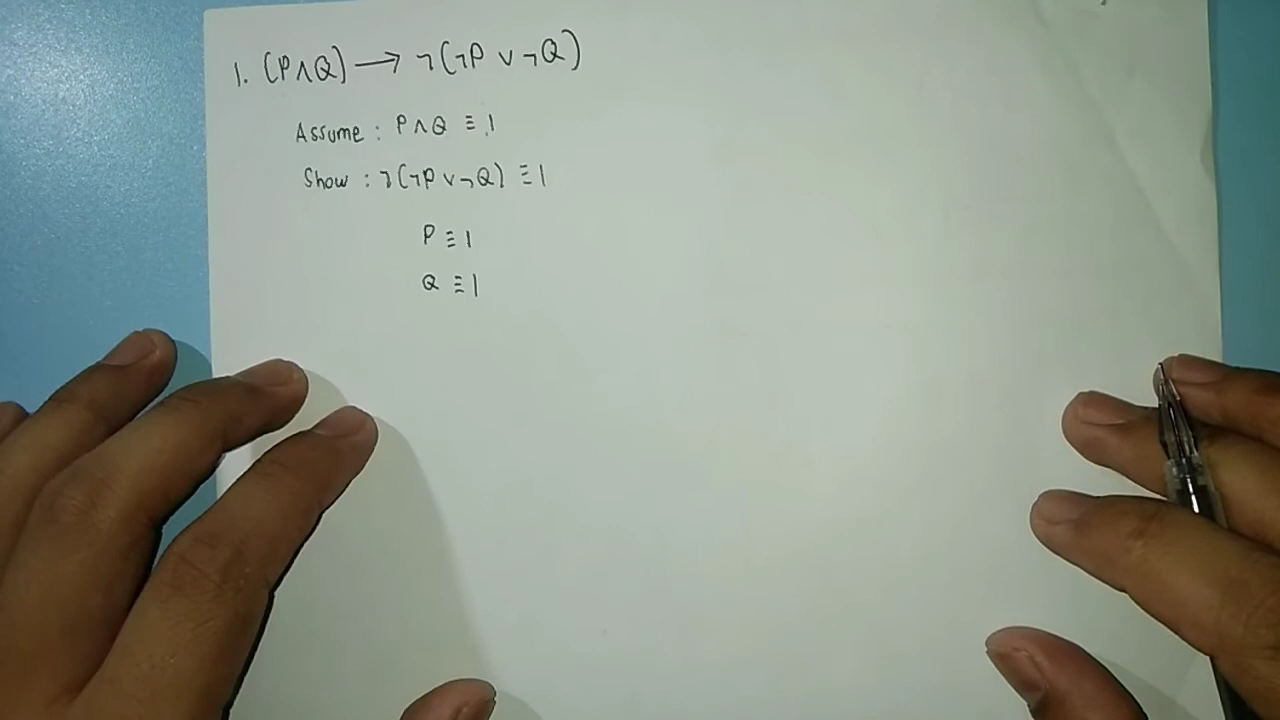 1. (P∧Q) ⟶ ¬(¬P ∨ ¬Q)
Assume : P∧Q ≡ 1
Show : ¬(¬P ∨ ¬Q) ≡ 1
P ≡ 1
Q ≡ 1